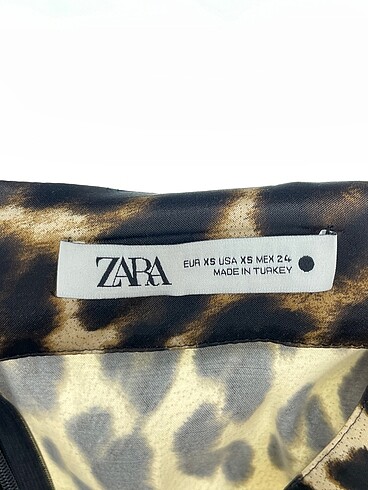 ZARA
EUR XS USA XS MEX 24
MADE IN TURKEY